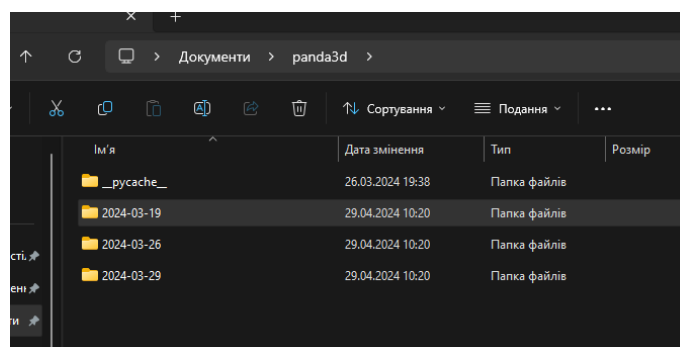 Документи > panda3d >
Сортування Подання
Ім'я Дата змінення Тип Розмір
__pycache__ 26.03.2024 19:38 Папка файлів
2024-03-19 29.04.2024 10:20 Папка файлів
2024-03-26 29.04.2024 10:20 Папка файлів
сті.
2024-03-29 29.04.2024 10:20 Папка файлів
ти